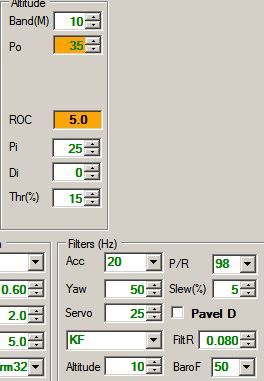 Altitude
Band(M) 10
Po 35
ROC 5.0
Pi 25
Di 0
Thr(%) 15
Filters (Hz)
Acc 20 P/R 98
0.60 Yaw 50 Slew(%) 5
2.0 Servo 25 Pavel D
5.0 KF FiltR 0.080
rm32 Altitude 10 BaroF 50